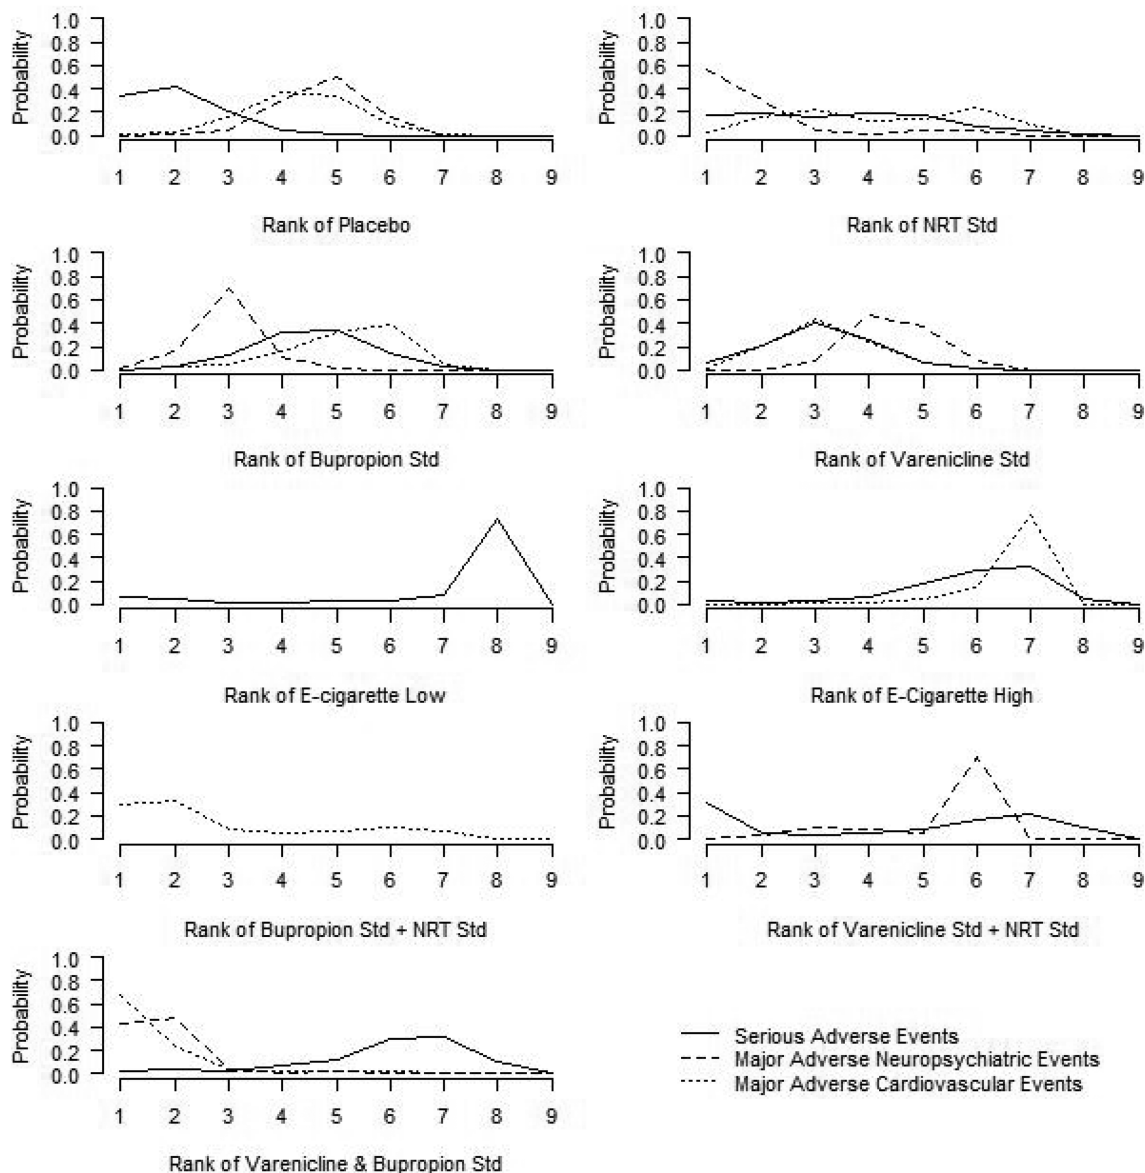 Probability
1.0
0.8
0.6
0.4
0.2
0.0
1 2 3 4 5 6 7 8 9
Rank of Placebo
Probability
1.0
0.8
0.6
0.4
0.2
0.0
1 2 3 4 5 6 7 8 9
Rank of NRT Std
Probability
1.0
0.8
0.6
0.4
0.2
0.0
1 2 3 4 5 6 7 8 9
Rank of Bupropion Std
Probability
1.0
0.8
0.6
0.4
0.2
0.0
1 2 3 4 5 6 7 8 9
Rank of Varenicline Std
Probability
1.0
0.8
0.6
0.4
0.2
0.0
1 2 3 4 5 6 7 8 9
Rank of E-cigarette Low
Probability
1.0
0.8
0.6
0.4
0.2
0.0
1 2 3 4 5 6 7 8 9
Rank of E-Cigarette High
Probability
1.0
0.8
0.6
0.4
0.2
0.0
1 2 3 4 5 6 7 8 9
Rank of Bupropion Std + NRT Std
Probability
1.0
0.8
0.6
0.4
0.2
0.0
1 2 3 4 5 6 7 8 9
Rank of Varenicline Std + NRT Std
Probability
1.0
0.8
0.6
0.4
0.2
0.0
1 2 3 4 5 6 7 8 9
Rank of Varenicline & Bupropion Std
Serious Adverse Events
Major Adverse Neuropsychiatric Events
Major Adverse Cardiovascular Events